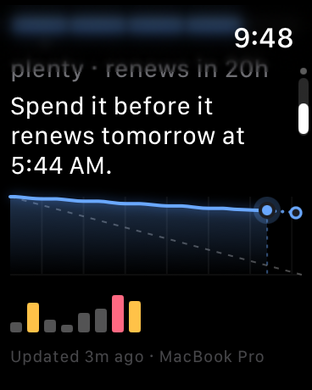 9:48
plenty · renews in 20h
Spend it before it
renews tomorrow at
5:44 AM.
Updated 3m ago · MacBook Pro